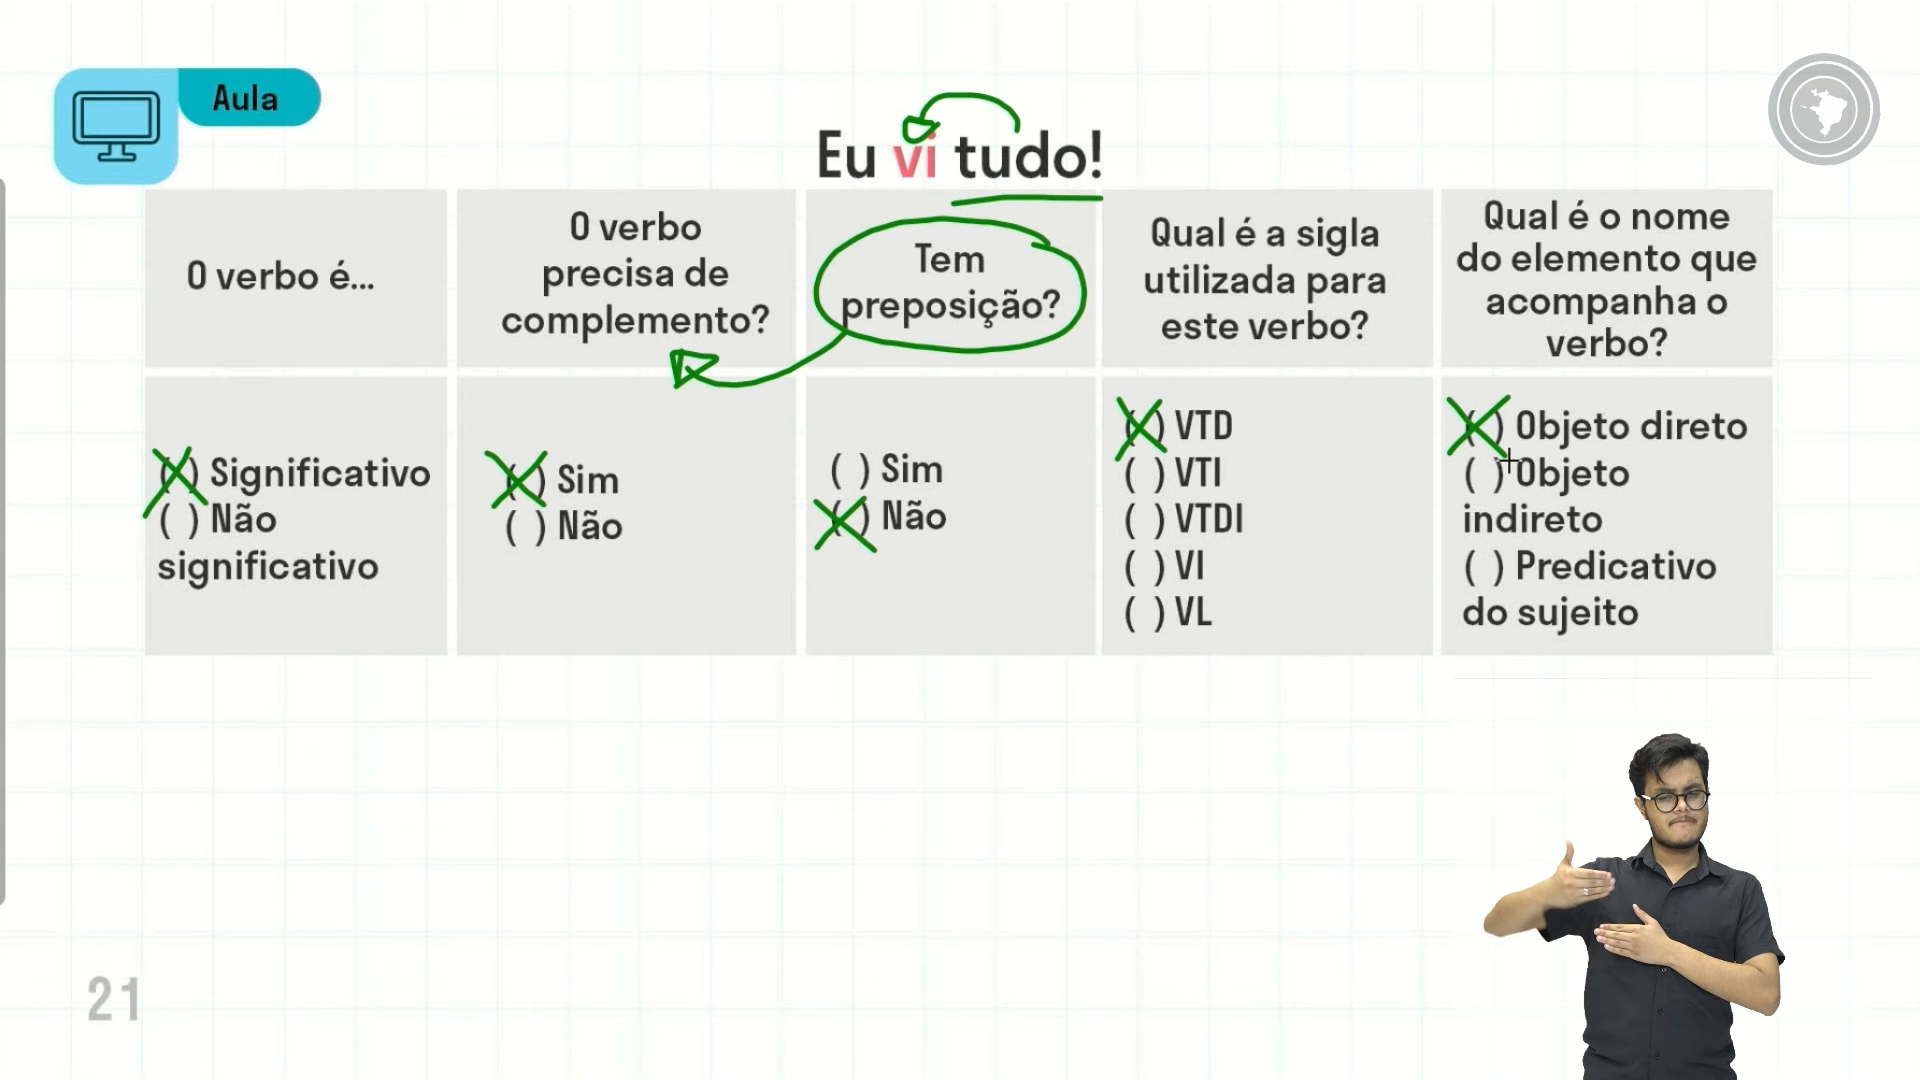 Aula
Eu vi tudo!
O verbo é...
O verbo
precisa de
complemento?
Tem
preposição?
Qual é a sigla
utilizada para
este verbo?
Qual é o nome
do elemento que
acompanha o
verbo?
( ) Significativo
( ) Não
significativo
( ) Sim
( ) Não
( ) Sim
( ) Não
( ) VTD
( ) VTI
( ) VTDI
( ) VI
( ) VL
( ) Objeto direto
( ) Objeto
indireto
( ) Predicativo
do sujeito
21